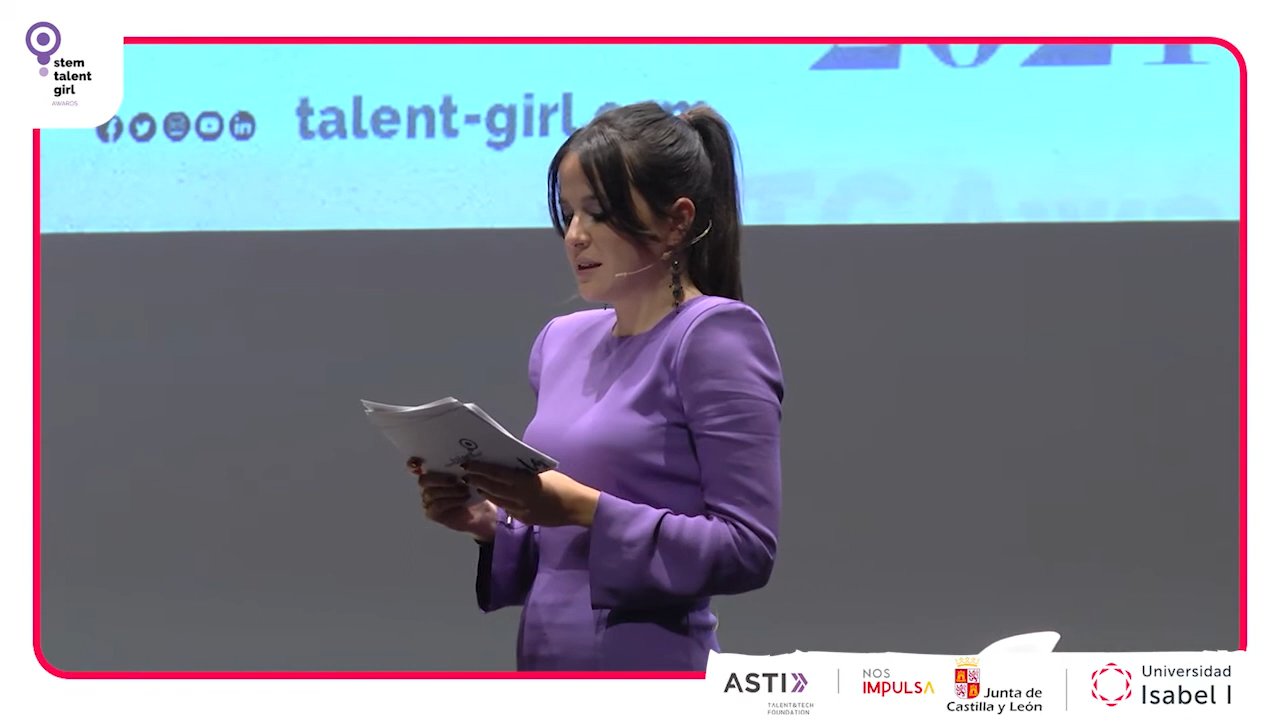 stem
talent
girl
AWARDS
2021
talent-girl.com
ASTI
TALENT&TECH
FOUNDATION
NOS
IMPULSA
Junta de
Castilla y León
Universidad
Isabel I